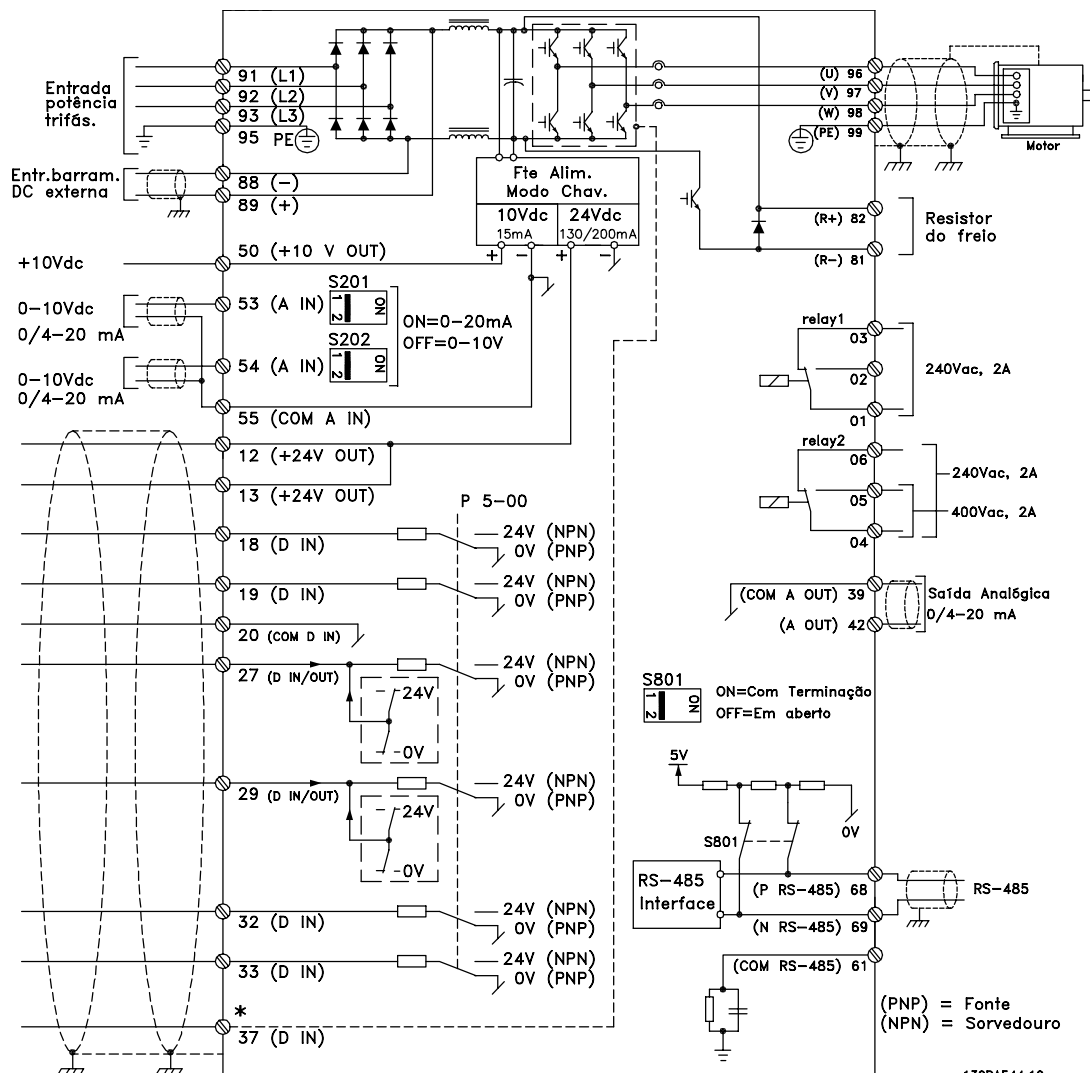 Entrada
potência
trifás.
91 (L1)
92 (L2)
93 (L3)
95 PE
Entr.barram.
DC externa
88 (-)
89 (+)
+10Vdc
50 (+10 V OUT)
0-10Vdc
0/4-20 mA
53 (A IN)
S201
ON
1 2
ON=0-20mA
OFF=0-10V
0-10Vdc
0/4-20 mA
54 (A IN)
S202
ON
1 2
55 (COM A IN)
12 (+24V OUT)
13 (+24V OUT)
P 5-00
18 (D IN)
24V (NPN)
0V (PNP)
19 (D IN)
24V (NPN)
0V (PNP)
20 (COM D IN)
27 (D IN/OUT)
24V (NPN)
0V (PNP)
24V
0V
29 (D IN/OUT)
24V (NPN)
0V (PNP)
24V
0V
32 (D IN)
24V (NPN)
0V (PNP)
33 (D IN)
24V (NPN)
0V (PNP)
*
37 (D IN)
Fte Alim.
Modo Chav.
10Vdc
15mA
24Vdc
130/200mA
+ - + -
(U) 96
(V) 97
(W) 98
(PE) 99
Motor
(R+) 82
(R-) 81
Resistor
do freio
relay1
03
02
01
240Vac, 2A
relay2
06
05
04
240Vac, 2A
400Vac, 2A
(COM A OUT) 39
(A OUT) 42
Saída Analógica
0/4-20 mA
S801
ON
1 2
ON=Com Terminação
OFF=Em aberto
5V
S801
0V
RS-485
Interface
(P RS-485) 68
(N RS-485) 69
RS-485
(COM RS-485) 61
(PNP) = Fonte
(NPN) = Sorvedouro